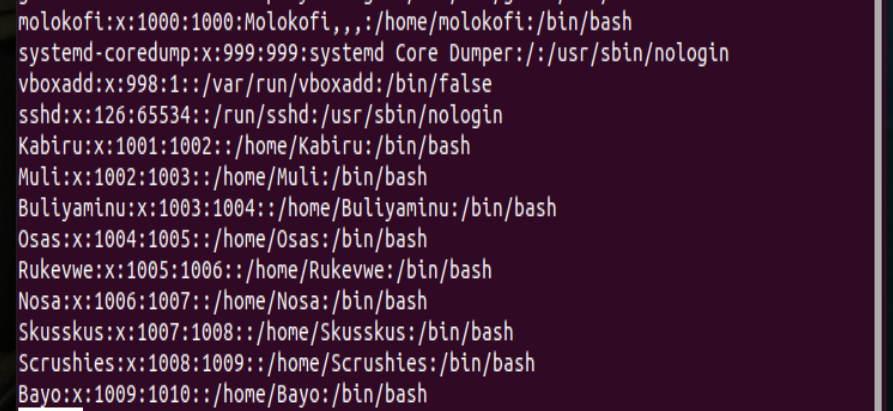 molokofi:x:1000:1000:Molokofi,,,:/home/molokofi:/bin/bash
systemd-coredump:x:999:999:systemd Core Dumper:/:/usr/sbin/nologin
vboxadd:x:998:1::/var/run/vboxadd:/bin/false
sshd:x:126:65534::/run/sshd:/usr/sbin/nologin
Kabiru:x:1001:1002::/home/Kabiru:/bin/bash
Muli:x:1002:1003::/home/Muli:/bin/bash
Buliyaminu:x:1003:1004::/home/Buliyaminu:/bin/bash
Osas:x:1004:1005::/home/Osas:/bin/bash
Rukevwe:x:1005:1006::/home/Rukevwe:/bin/bash
Nosa:x:1006:1007::/home/Nosa:/bin/bash
Skusskus:x:1007:1008::/home/Skusskus:/bin/bash
Scrushies:x:1008:1009::/home/Scrushies:/bin/bash
Bayo:x:1009:1010::/home/Bayo:/bin/bash